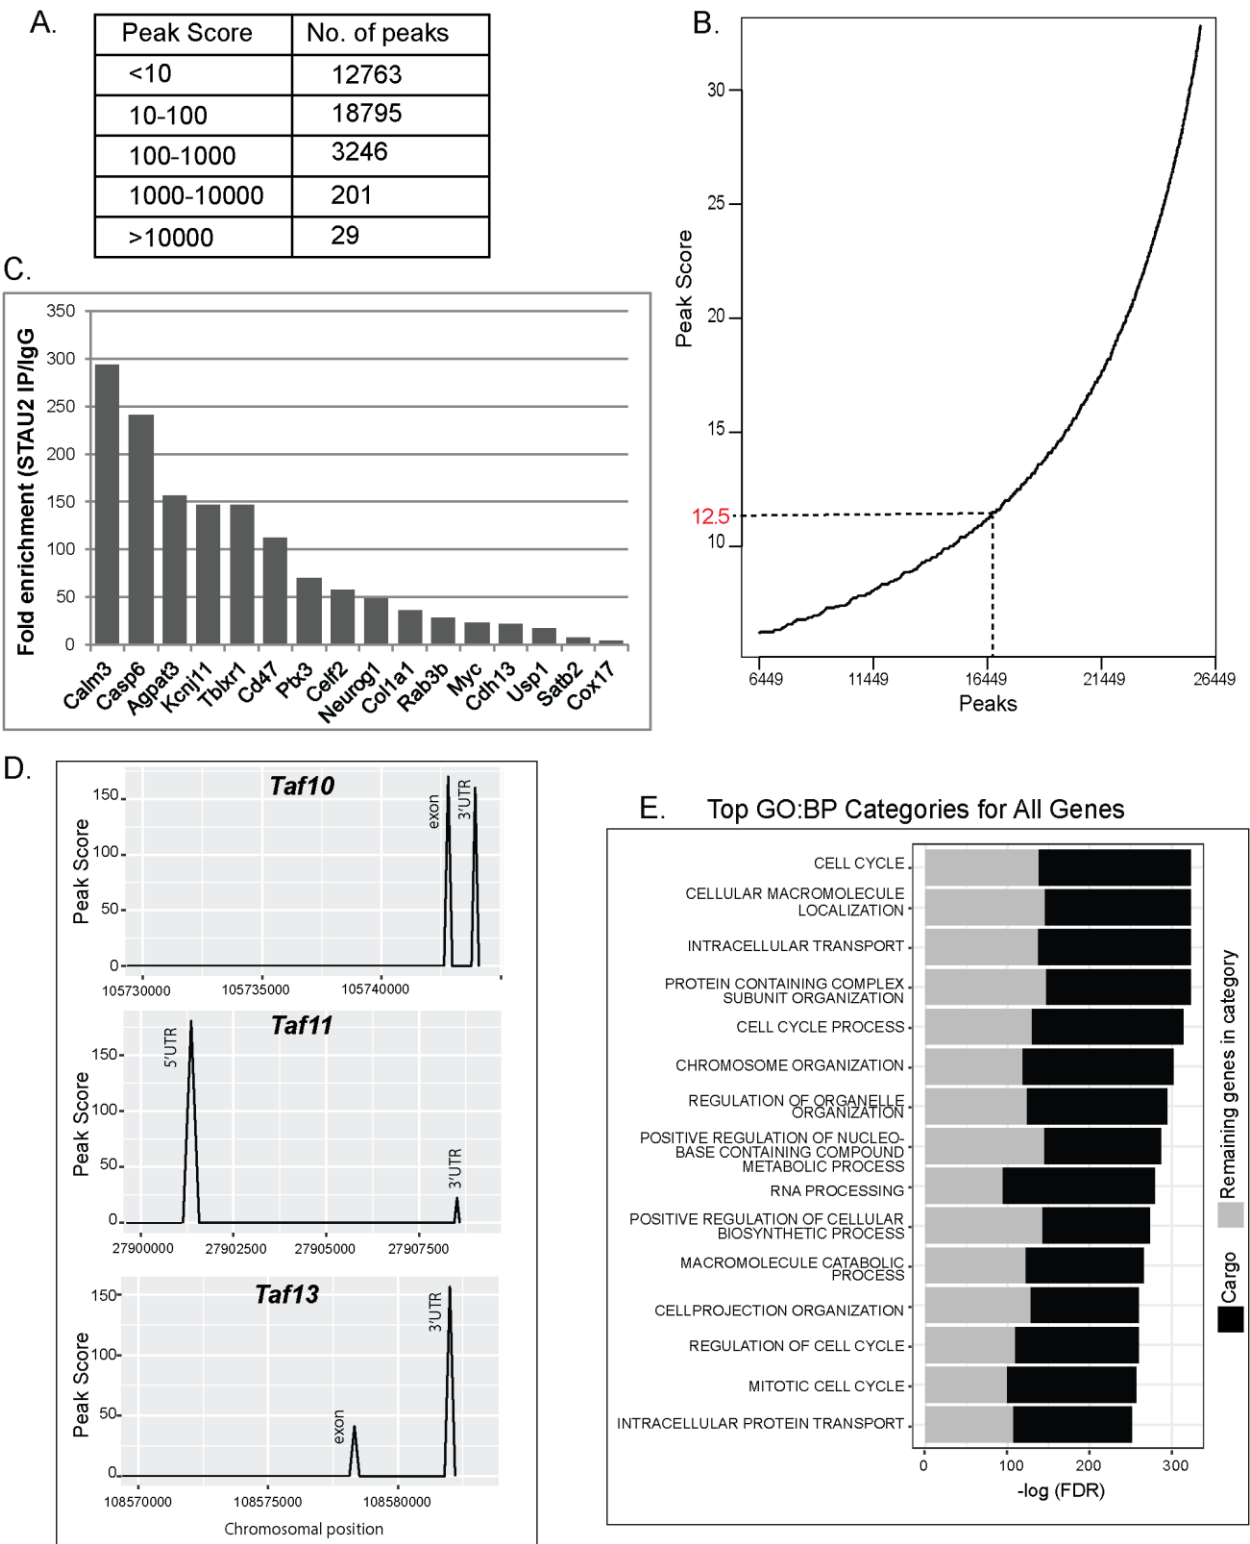 A.
Peak Score No. of peaks
<10 12763
10-100 18795
100-1000 3246
1000-10000 201
>10000 29
B.
30
25
20
15
12.5
10
Peak Score
6449 11449 16449 21449 26449
Peaks
C.
350
300
250
200
150
100
50
0
Fold enrichment (STAU2 IP/IgG
Calm3 Casp6 Agpat3 Kcnj11 Tblxr1 Cd47 Ptx3 Celf2 Neurog1 Col1a1 Rab3b Myc Cdh13 Usp1 Satb2 Cox17
D.
Taf10
exon
3'UTR
150
100
50
0
Peak Score
105730000 105735000 105740000
Taf11
5'UTR
3'UTR
150
100
50
0
Peak Score
27900000 27902500 27905000 27907500
Taf13
exon
3'UTR
150
100
50
0
Peak Score
108570000 108575000 108580000
Chromosomal position
E. Top GO:BP Categories for All Genes
CELL CYCLE
CELLULAR MACROMOLECULE
LOCALIZATION
INTRACELLULAR TRANSPORT
PROTEIN CONTAINING COMPLEX
SUBUNIT ORGANIZATION
CELL CYCLE PROCESS
CHROMOSOME ORGANIZATION
REGULATION OF ORGANELLE
ORGANIZATION
POSITIVE REGULATION OF NUCLEO-
BASE CONTAINING COMPOUND
METABOLIC PROCESS
RNA PROCESSING
POSITIVE REGULATION OF CELLULAR
BIOSYNTHETIC PROCESS
MACROMOLECULE CATABOLIC
PROCESS
CELLPROJECTION ORGANIZATION
REGULATION OF CELL CYCLE
MITOTIC CELL CYCLE
INTRACELLULAR PROTEIN TRANSPORT
0 100 200 300
-log (FDR)
Remaining genes in category
Cargo